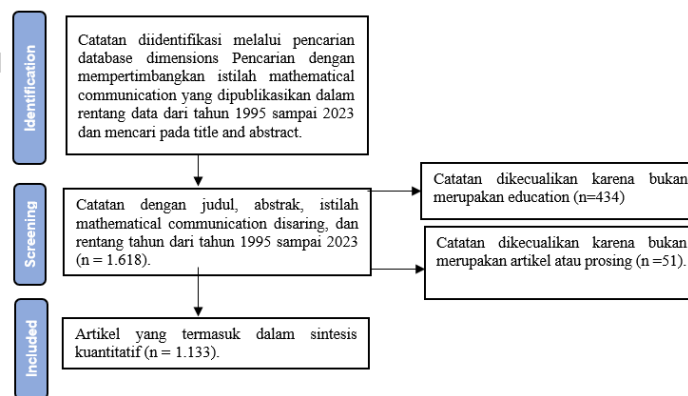 Identification
Catatan diidentifikasi melalui pencarian
database dimensions Pencarian dengan
mempertimbangkan istilah mathematical
communication yang dipublikasikan dalam
rentang data dari tahun 1995 sampai 2023
dan mencari pada title and abstract.
Screening
Catatan dengan judul, abstrak, istilah
mathematical communication disaring, dan
rentang tahun dari tahun 1995 sampai 2023
(n = 1.618).
Catatan dikecualikan karena bukan
merupakan education (n=434)
Catatan dikecualikan karena bukan
merupakan artikel atau prosing (n =51).
Included
Artikel yang termasuk dalam sintesis
kuantitatif (n = 1.133).